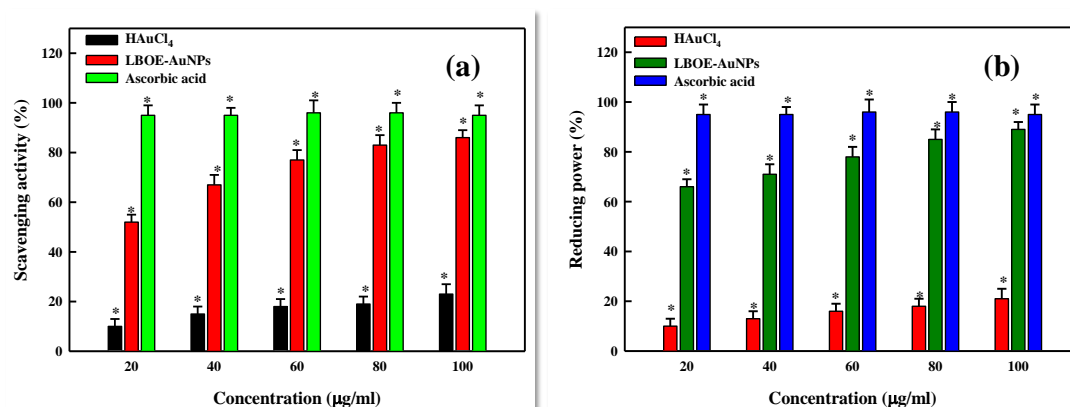 HAuCl4
LBOE-AuNPs
Ascorbic acid
(a)
Scavenging activity (%)
120
100
80
60
40
20
0
* * * * * * * * * * * * * * *
20 40 60 80 100
Concentration (µg/ml)
HAuCl4
LBOE-AuNPs
Ascorbic acid
(b)
Reducing power (%)
120
100
80
60
40
20
0
* * * * * * * * * * * * * * *
20 40 60 80 100
Concentration (µg/ml)